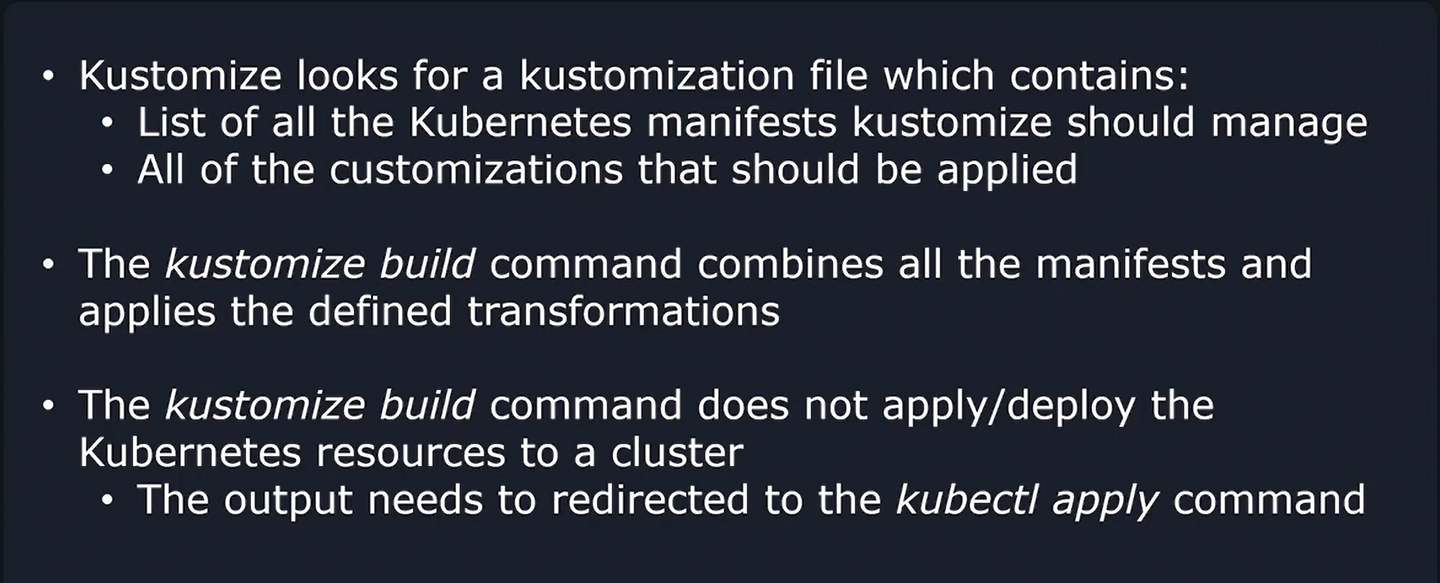 • Kustomize looks for a kustomization file which contains:
• List of all the Kubernetes manifests kustomize should manage
• All of the customizations that should be applied
• The kustomize build command combines all the manifests and
applies the defined transformations
• The kustomize build command does not apply/deploy the
Kubernetes resources to a cluster
• The output needs to redirected to the kubectl apply command